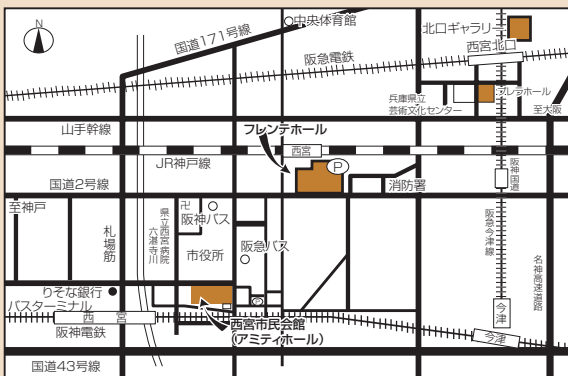 N
中央体育館
北口ギャラリー
国道171号線
西宮北口
阪急電鉄
プレラホール
兵庫県立
芸術文化センター
至大阪
山手幹線
フレンテホール
西宮
P
JR神戸線
阪神国道
国道2号線
消防署
至神戸
卍
阪神バス
県立西宮病院
六湛寺川
札場筋
市役所
阪急バス
阪急今津線
名神高速道路
りそな銀行
バスターミナル
P
西宮
今津
阪神電鉄
西宮市民会館
(アミティホール)
今津
国道43号線